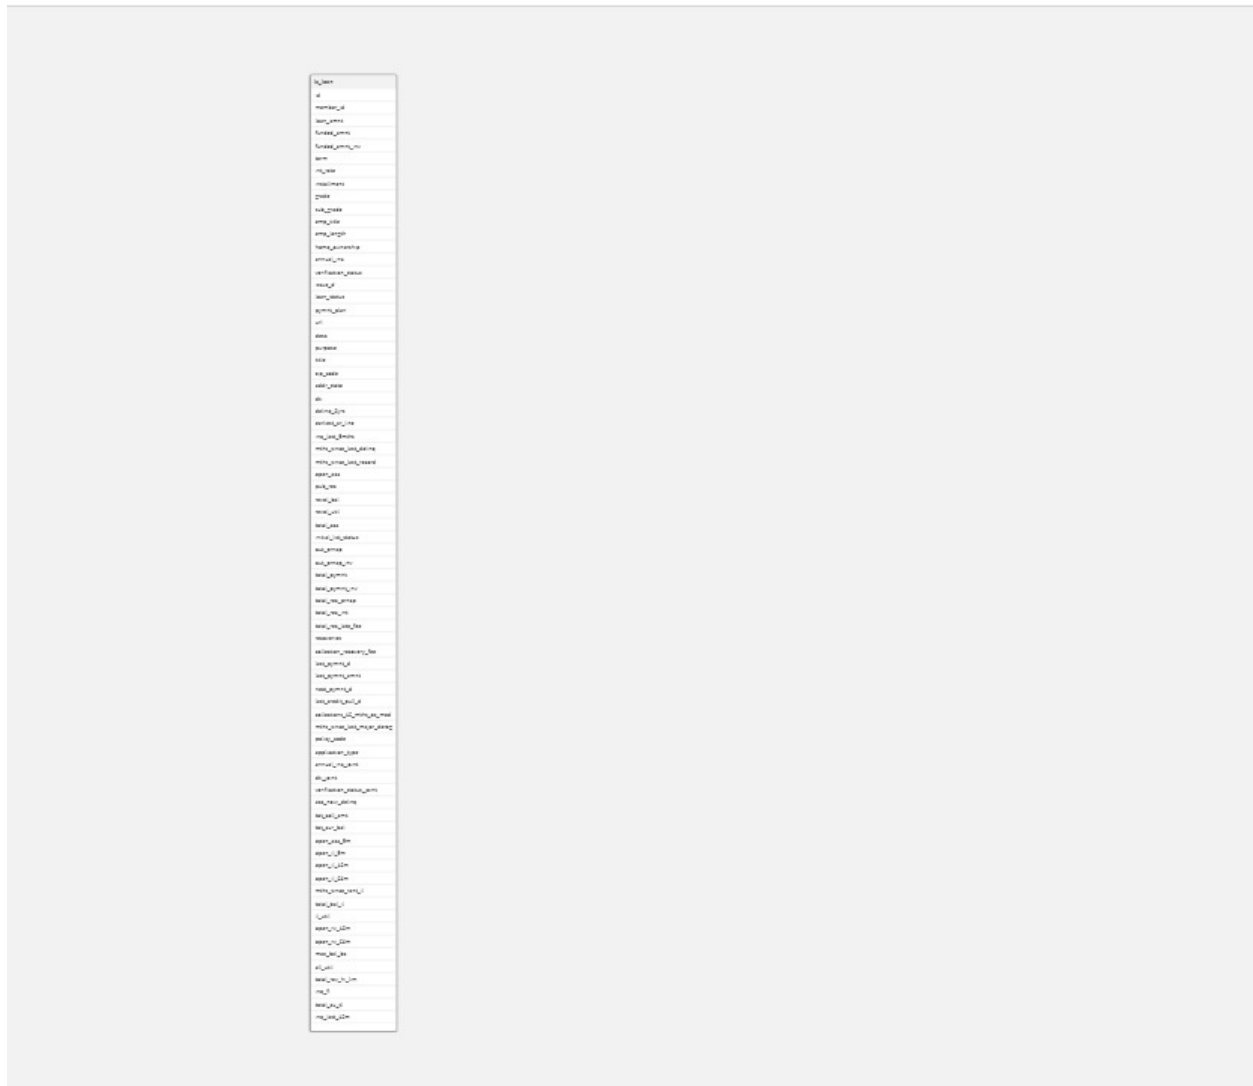 lc_loan
id
member_id
loan_amnt
funded_amnt
funded_amnt_inv
term
int_rate
installment
grade
sub_grade
emp_title
emp_length
home_ownership
annual_inc
verification_status
issue_d
loan_status
pymnt_plan
url
desc
purpose
title
zip_code
addr_state
dti
delinq_2yrs
earliest_cr_line
inq_last_6mths
mths_since_last_delinq
mths_since_last_record
open_acc
pub_rec
revol_bal
revol_util
total_acc
initial_list_status
out_prncp
out_prncp_inv
total_pymnt
total_pymnt_inv
total_rec_prncp
total_rec_int
total_rec_late_fee
recoveries
collection_recovery_fee
last_pymnt_d
last_pymnt_amnt
next_pymnt_d
last_credit_pull_d
collections_12_mths_ex_med
mths_since_last_major_derog
policy_code
application_type
annual_inc_joint
dti_joint
verification_status_joint
acc_now_delinq
tot_coll_amt
tot_cur_bal
open_acc_6m
open_il_6m
open_il_12m
open_il_24m
mths_since_rcnt_il
total_bal_il
il_util
open_rv_12m
open_rv_24m
max_bal_bc
all_util
total_rev_hi_lim
inq_fi
total_cu_tl
inq_last_12m